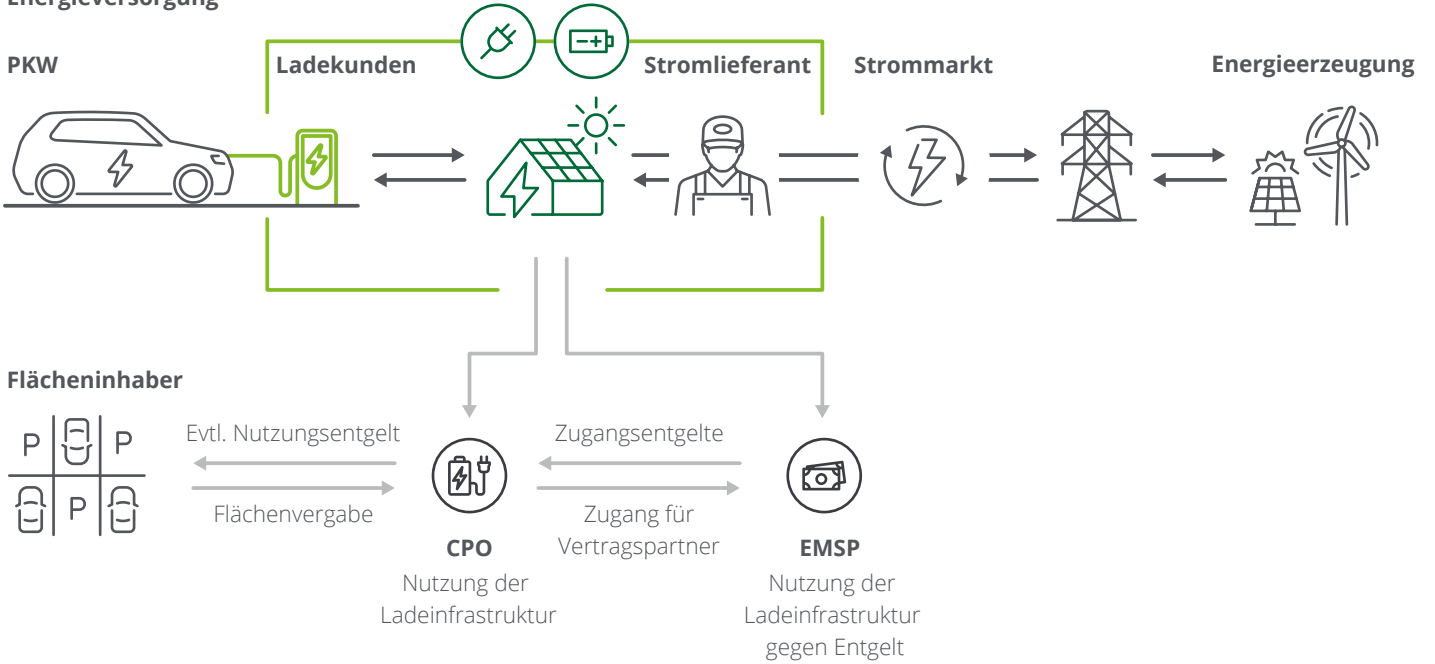 Energieversorgung
PKW
Ladekunden
Stromlieferant
Strommarkt
Energieerzeugung
Flächeninhaber
P
P
P
Evtl. Nutzungsentgelt
Flächenvergabe
Zugangsentgelte
Zugang für
Vertragspartner
CPO
Nutzung der
Ladeinfrastruktur
EMSP
Nutzung der
Ladeinfrastruktur
gegen Entgelt